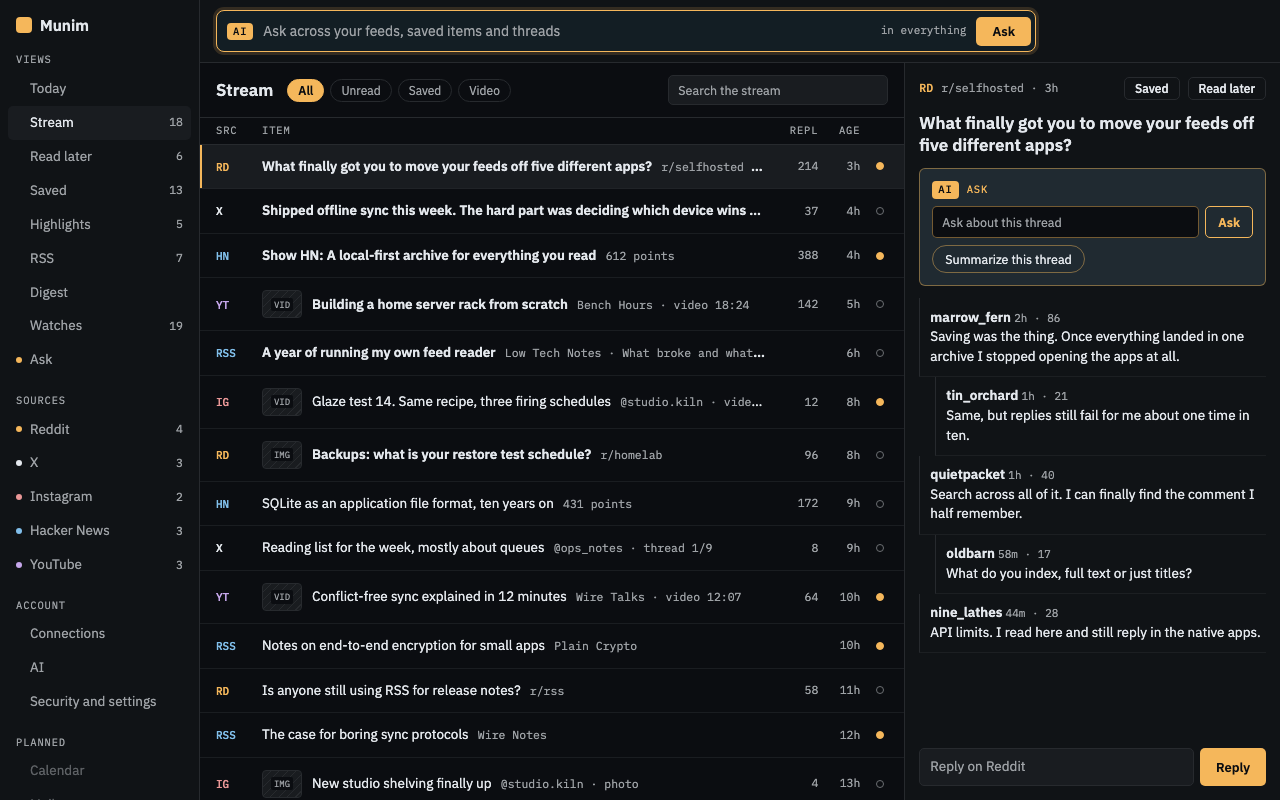 Munim
VIEWS
Today
Stream 18
Read later 6
Saved 13
Highlights 5
RSS 7
Digest
Watches 19
Ask
SOURCES
Reddit 4
X 3
Instagram 2
Hacker News 3
YouTube 3
ACCOUNT
Connections
AI
Security and settings
PLANNED
Calendar
AI Ask across your feeds, saved items and threads in everything Ask
Stream All Unread Saved Video Search the stream
SRC ITEM REPL AGE
RD What finally got you to move your feeds off five different apps? r/selfhosted ... 214 3h
X Shipped offline sync this week. The hard part was deciding which device wins ... 37 4h
HN Show HN: A local-first archive for everything you read 612 points 388 4h
YT VID Building a home server rack from scratch Bench Hours · video 18:24 142 5h
RSS A year of running my own feed reader Low Tech Notes · What broke and what... 6h
IG VID Glaze test 14. Same recipe, three firing schedules @studio.kiln · vide... 12 8h
RD IMG Backups: what is your restore test schedule? r/homelab 96 8h
HN SQLite as an application file format, ten years on 431 points 172 9h
X Reading list for the week, mostly about queues @ops_notes · thread 1/9 8 9h
YT VID Conflict-free sync explained in 12 minutes Wire Talks · video 12:07 64 10h
RSS Notes on end-to-end encryption for small apps Plain Crypto 10h
RD Is anyone still using RSS for release notes? r/rss 58 11h
RSS The case for boring sync protocols Wire Notes 12h
IG IMG New studio shelving finally up @studio.kiln · photo 4 13h
RD r/selfhosted · 3h Saved Read later
What finally got you to move your feeds off
five different apps?
AI ASK
Ask about this thread Ask
Summarize this thread
marrow_fern 2h · 86
Saving was the thing. Once everything landed in one
archive I stopped opening the apps at all.
tin_orchard 1h · 21
Same, but replies still fail for me about one time in
ten.
quietpacket 1h · 40
Search across all of it. I can finally find the comment I
half remember.
oldbarn 58m · 17
What do you index, full text or just titles?
nine_lathes 44m · 28
API limits. I read here and still reply in the native apps.
Reply on Reddit Reply